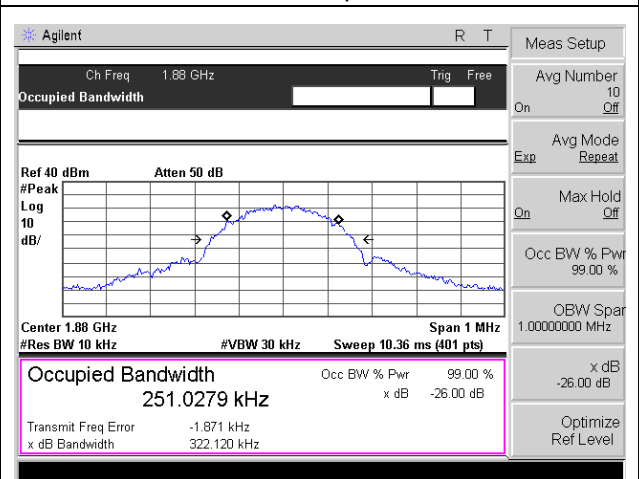 Agilent R T
Ch Freq 1.88 GHz Trig Free
Occupied Bandwidth
Ref 40 dBm Atten 50 dB
#Peak
Log
10
dB/
Center 1.88 GHz Span 1 MHz
#Res BW 10 kHz #VBW 30 kHz Sweep 10.36 ms (401 pts)
Occupied Bandwidth Occ BW % Pwr 99.00 %
251.0279 kHz x dB -26.00 dB
Transmit Freq Error -1.871 kHz
x dB Bandwidth 322.120 kHz
Meas Setup
Avg Number
10
On Off
Avg Mode
Exp Repeat
Max Hold
On Off
Occ BW % Pwr
99.00 %
OBW Span
1.00000000 MHz
x dB
-26.00 dB
Optimize
Ref Level